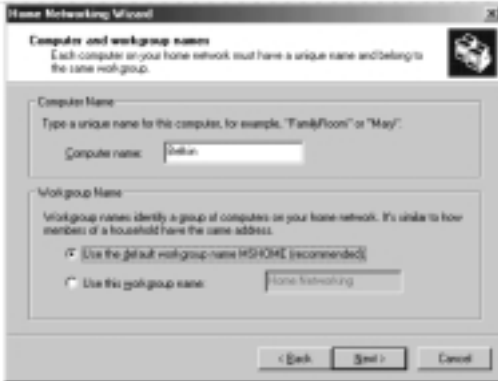 Home Networking Wizard
Computer and workgroup names
Each computer on your home network must have a unique name and belong to
the same workgroup.
Computer Name
Type a unique name for this computer, for example, "FamilyRoom" or "Mary".
Computer name:
Workgroup Name
Workgroup names identify a group of computers on your home network. It's similar to how
members of a household have the same address.
Use the default workgroup name MSHOME (recommended)
Use this workgroup name:
Home Networking
< Back
Next >
Cancel